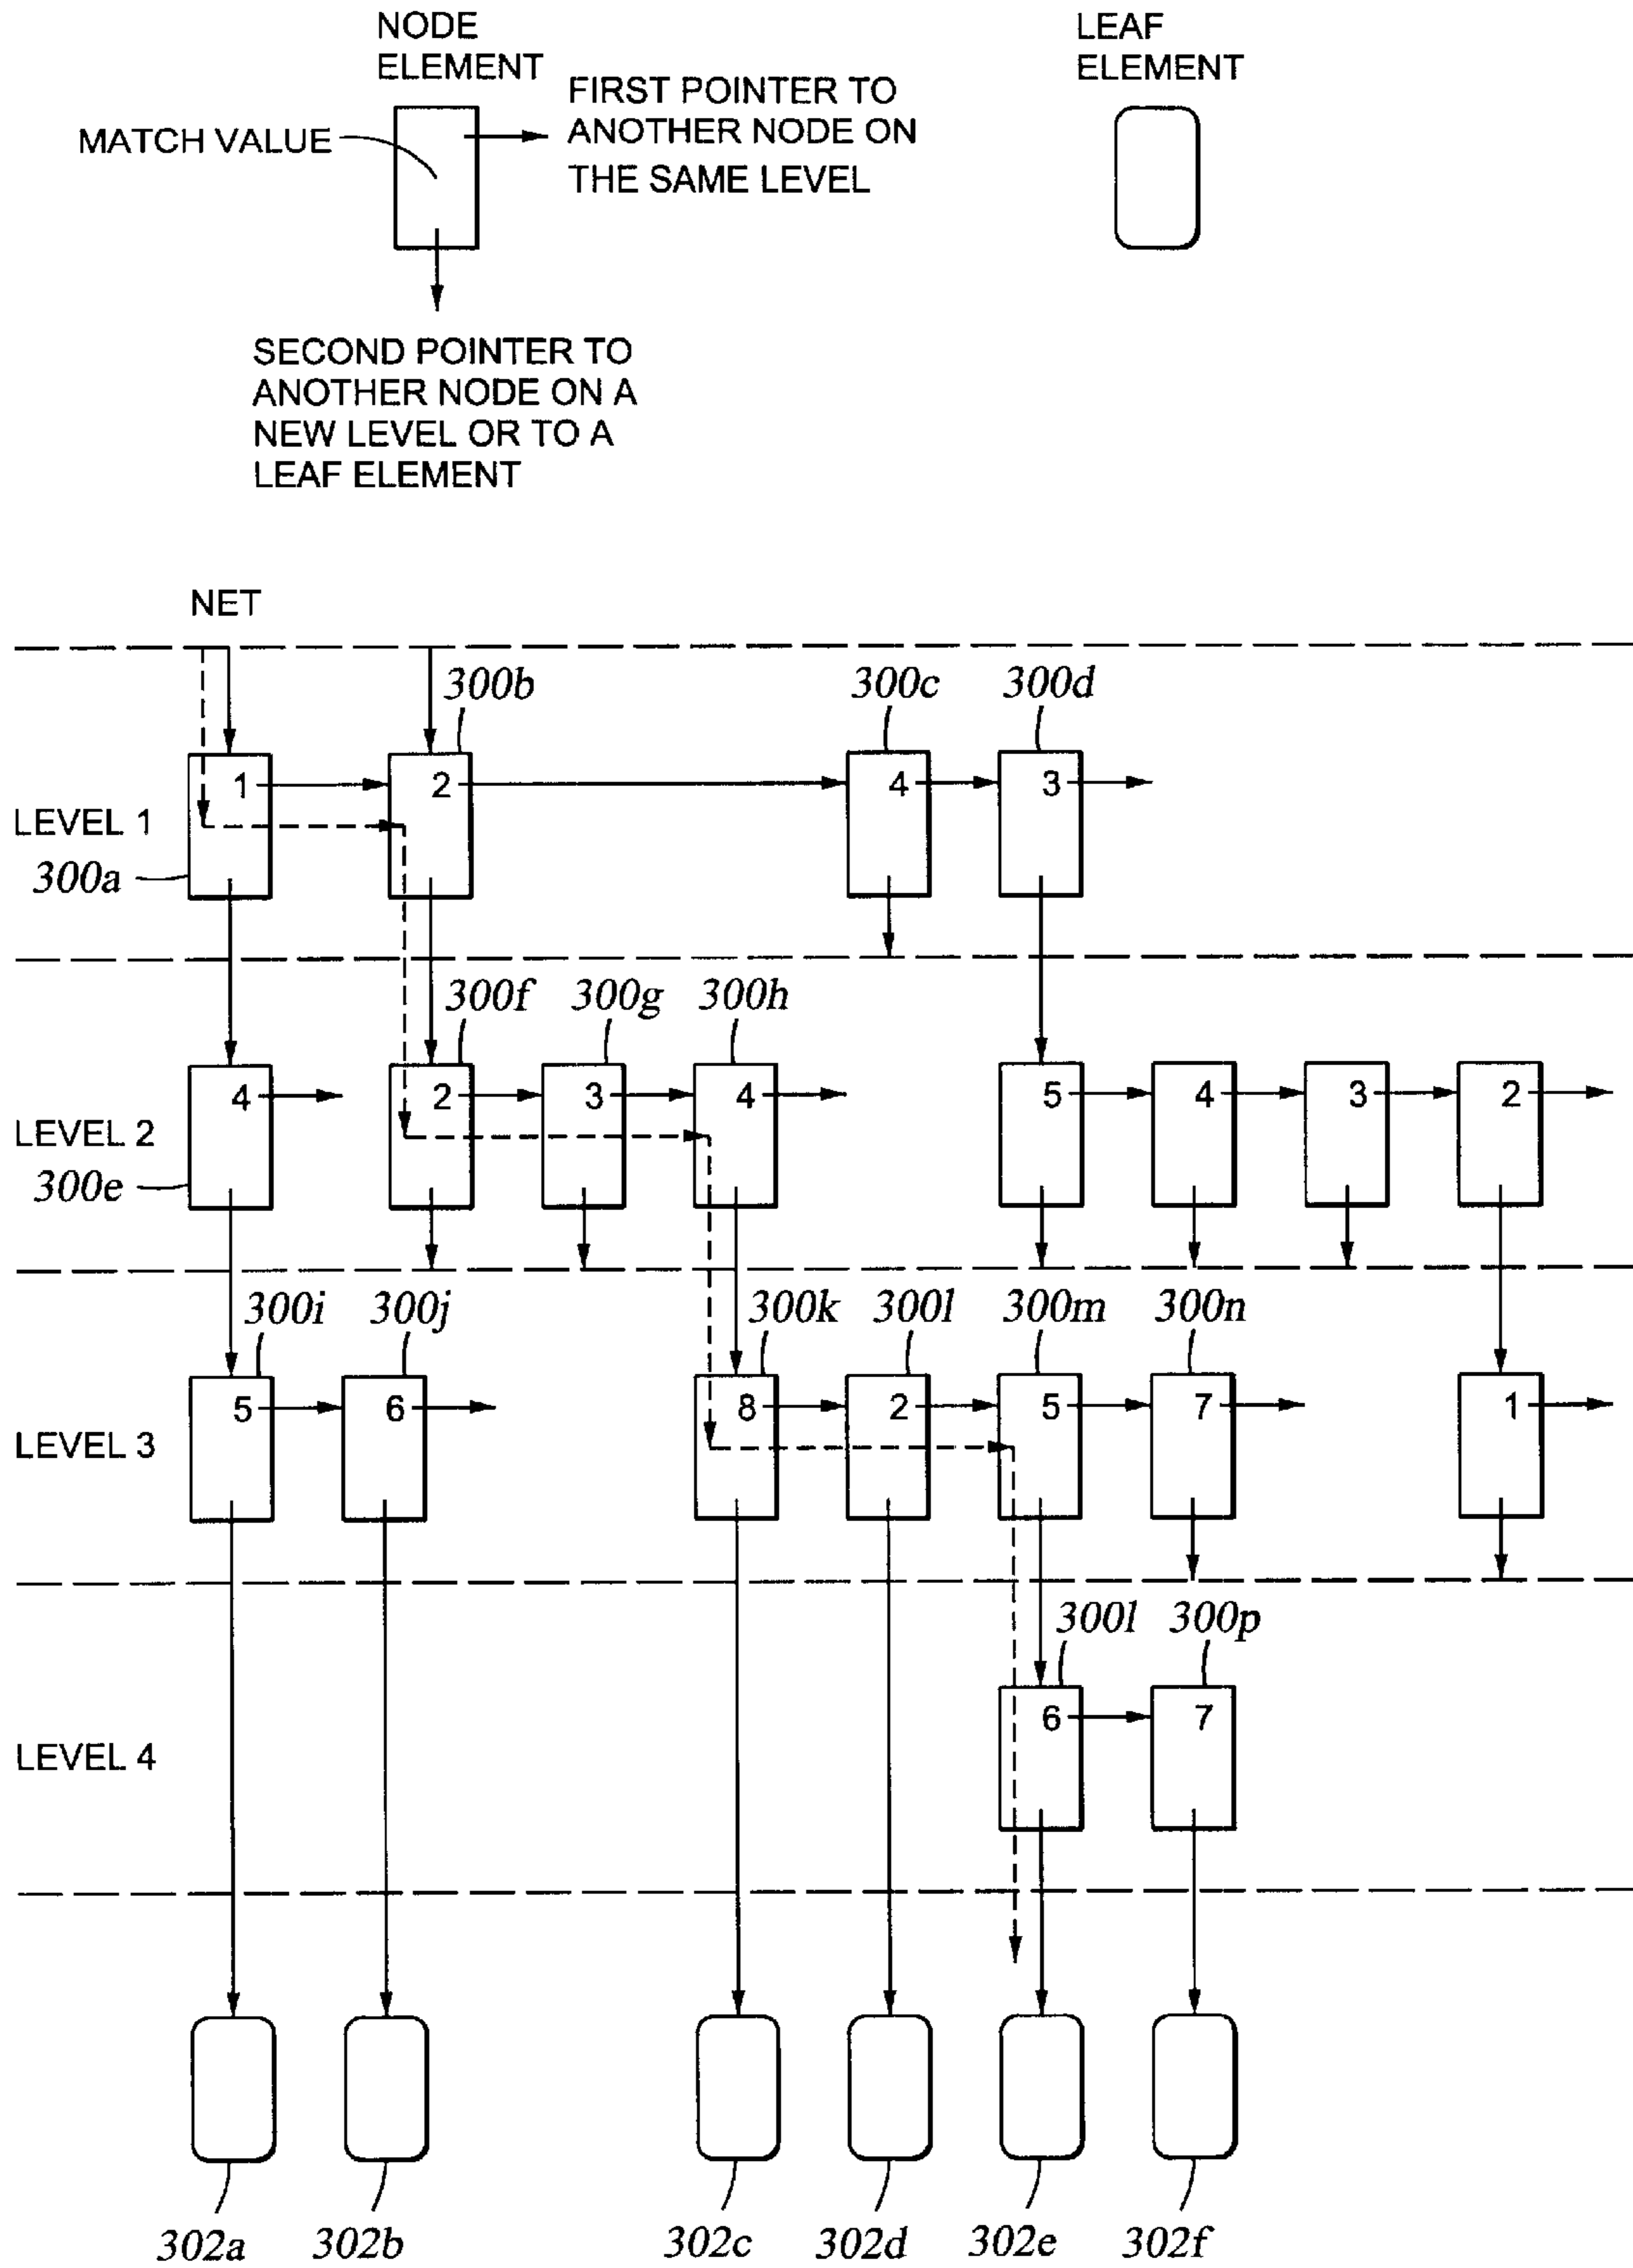 NODE
ELEMENT
LEAF
ELEMENT
MATCH VALUE
FIRST POINTER TO
ANOTHER NODE ON
THE SAME LEVEL
SECOND POINTER TO
ANOTHER NODE ON A
NEW LEVEL OR TO A
LEAF ELEMENT
NET
300b 300c 300d
1 2 4 3
LEVEL 1
300a
300f 300g 300h
4 2 3 4 5 4 3 2
LEVEL 2
300e
300i 300j 300k 300l 300m 300n
5 6 8 2 5 7 1
LEVEL 3
300l 300p
6 7
LEVEL 4
302a 302b 302c 302d 302e 302f